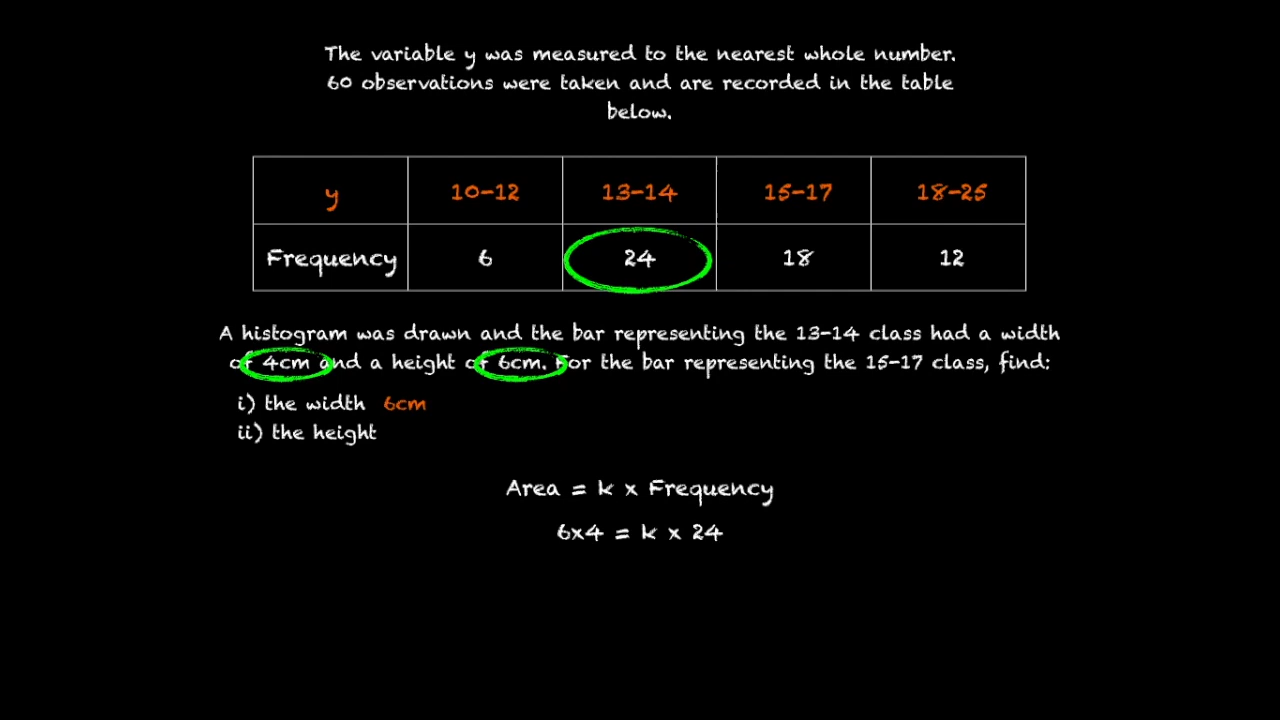 The variable y was measured to the nearest whole number.
60 observations were taken and are recorded in the table
below.
y 10-12 13-14 15-17 18-25
Frequency 6 24 18 12
A histogram was drawn and the bar representing the 13-14 class had a width
of 4cm and a height of 6cm. For the bar representing the 15-17 class, find:
i) the width 6cm
ii) the height
Area = k x Frequency
6x4 = k x 24